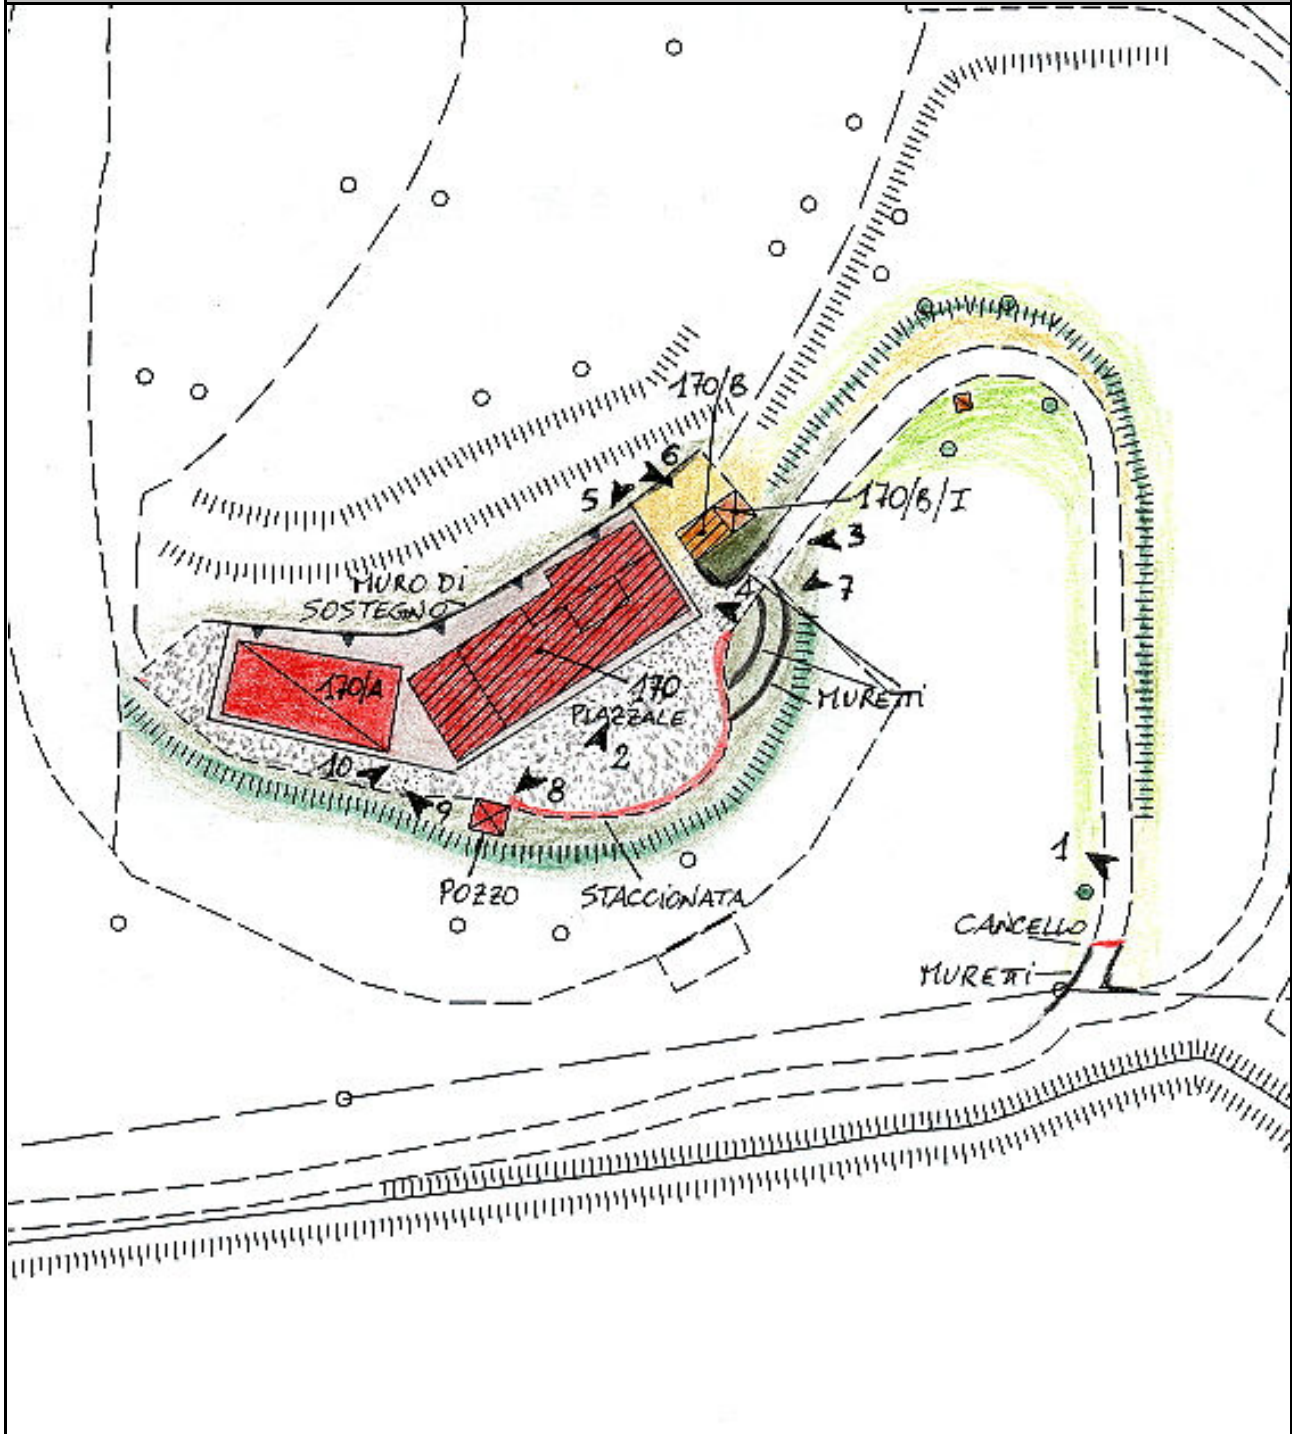 170/B
6
5
170/B/I
3
7
4
MURO DI
SOSTEGNO
170/A
170
PIAZZALE
MURETTI
2
10
8
9
POZZO
STACCIONATA
1
CANCELLO
MURETTI